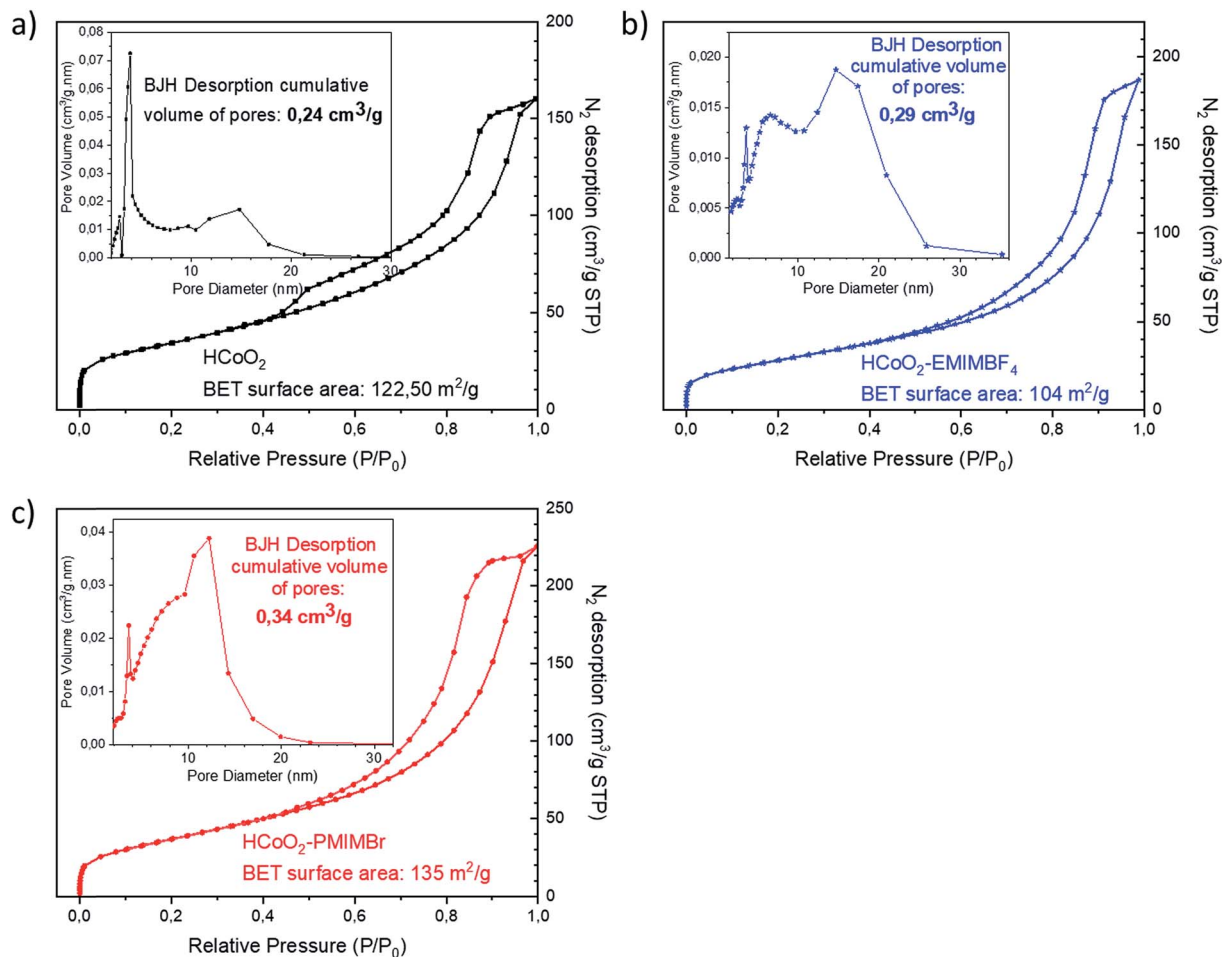 a)
0,08
0,07
0,06
0,05
0,04
0,03
0,02
0,01
0,00
Pore Volume (cm³/g.nm)
10
20
30
Pore Diameter (nm)
BJH Desorption cumulative
volume of pores: 0,24 cm³/g
HCoO₂
BET surface area: 122,50 m²/g
200
150
100
50
0
N₂ desorption (cm³/g STP)
0,0
0,2
0,4
0,6
0,8
1,0
Relative Pressure (P/P₀)
b)
0,020
0,015
0,010
0,005
0,000
Pore Volume (cm³/g.nm)
10
20
30
Pore Diameter (nm)
BJH Desorption
cumulative volume
of pores:
0,29 cm³/g
HCoO₂-EMIMBF₄
BET surface area: 104 m²/g
200
150
100
50
0
N₂ desorption (cm³/g STP)
0,0
0,2
0,4
0,6
0,8
1,0
Relative Pressure (P/P₀)
c)
0,04
0,03
0,02
0,01
0,00
Pore Volume (cm³/g.nm)
10
20
30
Pore Diameter (nm)
BJH Desorption
cumulative volume
of pores:
0,34 cm³/g
HCoO₂-PMIMBr
BET surface area: 135 m²/g
250
200
150
100
50
0
N₂ desorption (cm³/g STP)
0,0
0,2
0,4
0,6
0,8
1,0
Relative Pressure (P/P₀)